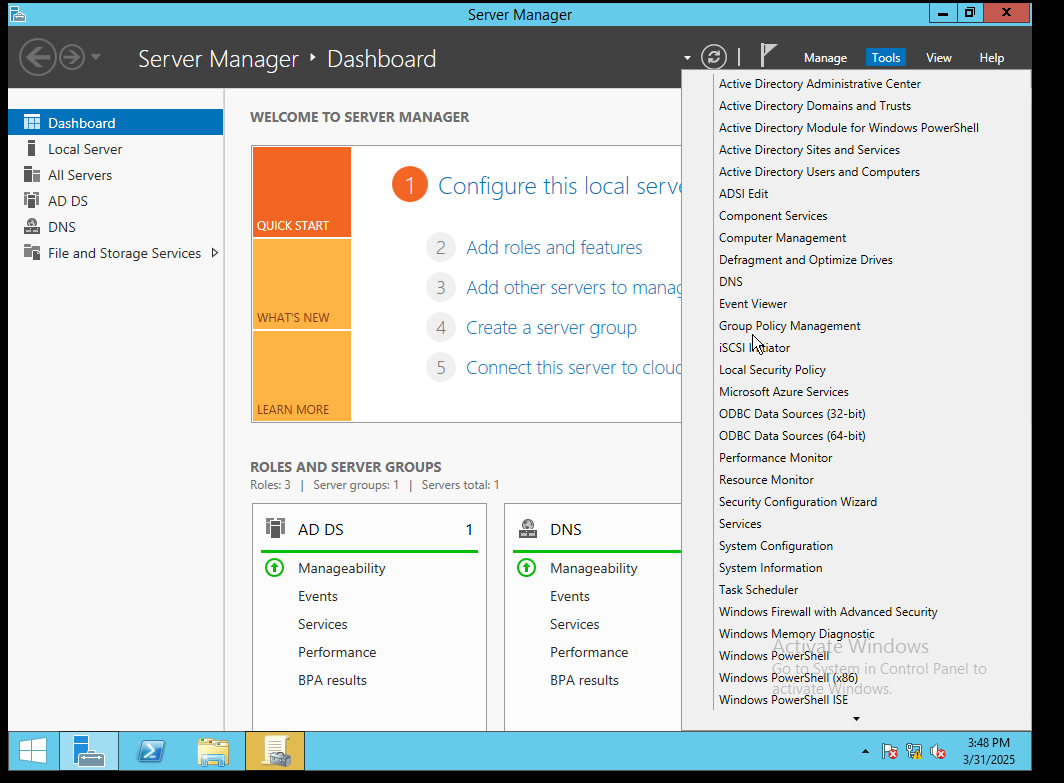 Server Manager
Server Manager ‣ Dashboard
Manage Tools View Help
Dashboard
Local Server
All Servers
AD DS
DNS
File and Storage Services
WELCOME TO SERVER MANAGER
QUICK START
WHAT'S NEW
LEARN MORE
1 Configure this local serve
2 Add roles and features
3 Add other servers to manag
4 Create a server group
5 Connect this server to cloud
ROLES AND SERVER GROUPS
Roles: 3 | Server groups: 1 | Servers total: 1
AD DS 1
Manageability
Events
Services
Performance
BPA results
DNS
Manageability
Events
Services
Performance
BPA results
Active Directory Administrative Center
Active Directory Domains and Trusts
Active Directory Module for Windows PowerShell
Active Directory Sites and Services
Active Directory Users and Computers
ADSI Edit
Component Services
Computer Management
Defragment and Optimize Drives
DNS
Event Viewer
Group Policy Management
iSCSI Initiator
Local Security Policy
Microsoft Azure Services
ODBC Data Sources (32-bit)
ODBC Data Sources (64-bit)
Performance Monitor
Resource Monitor
Security Configuration Wizard
Services
System Configuration
System Information
Task Scheduler
Windows Firewall with Advanced Security
Windows Memory Diagnostic
Windows PowerShell
Windows PowerShell (x86)
Windows PowerShell ISE
Activate Windows
Go to System in Control Panel to
activate Windows.
3:48 PM
3/31/2025